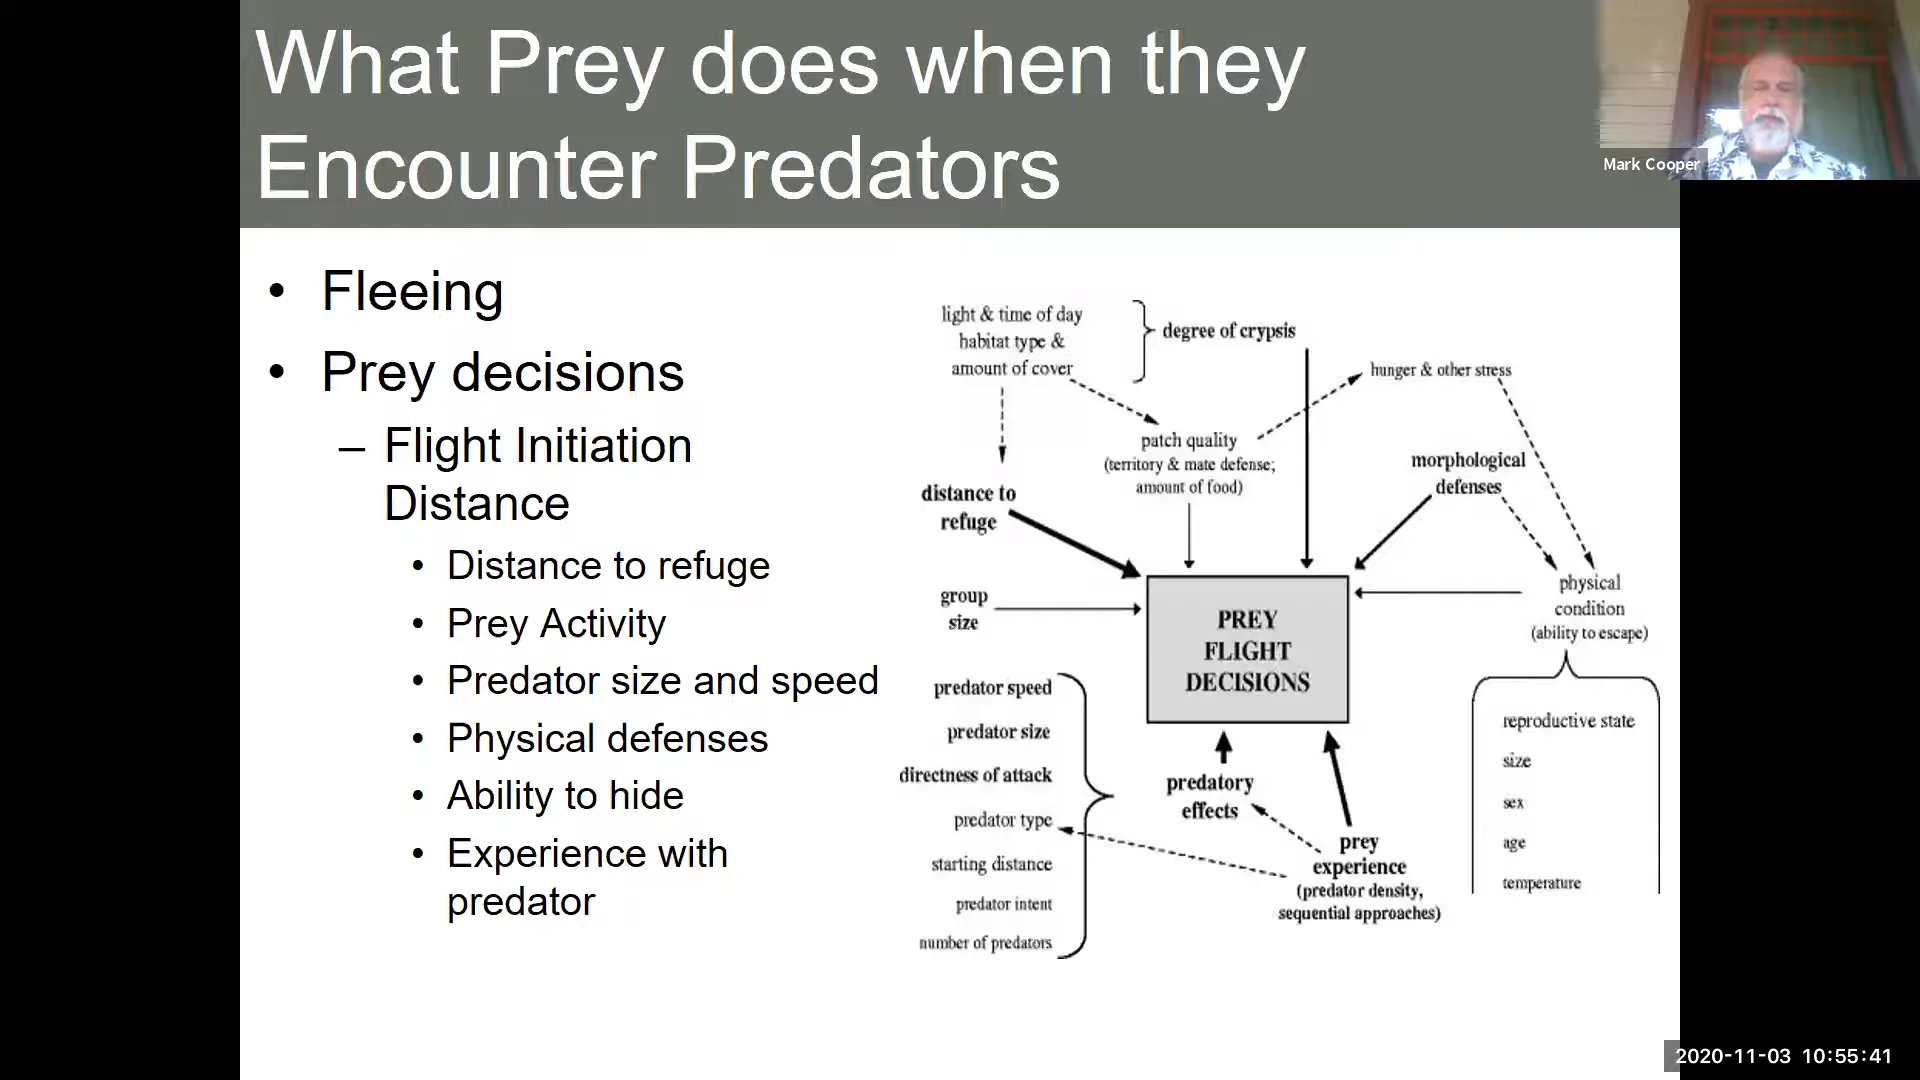 What Prey does when they
Encounter Predators
Mark Cooper
• Fleeing
• Prey decisions
– Flight Initiation
Distance
• Distance to refuge
• Prey Activity
• Predator size and speed
• Physical defenses
• Ability to hide
• Experience with
predator
light & time of day
habitat type &
amount of cover
degree of crypsis
hunger & other stress
patch quality
(territory & mate defense;
amount of food)
morphological
defenses
distance to
refuge
group
size
PREY
FLIGHT
DECISIONS
physical
condition
(ability to escape)
predator speed
predator size
directness of attack
predator type
starting distance
predator intent
number of predators
predatory
effects
prey
experience
(predator density,
sequential approaches)
reproductive state
size
sex
age
temperature
2020-11-03 10:55:41